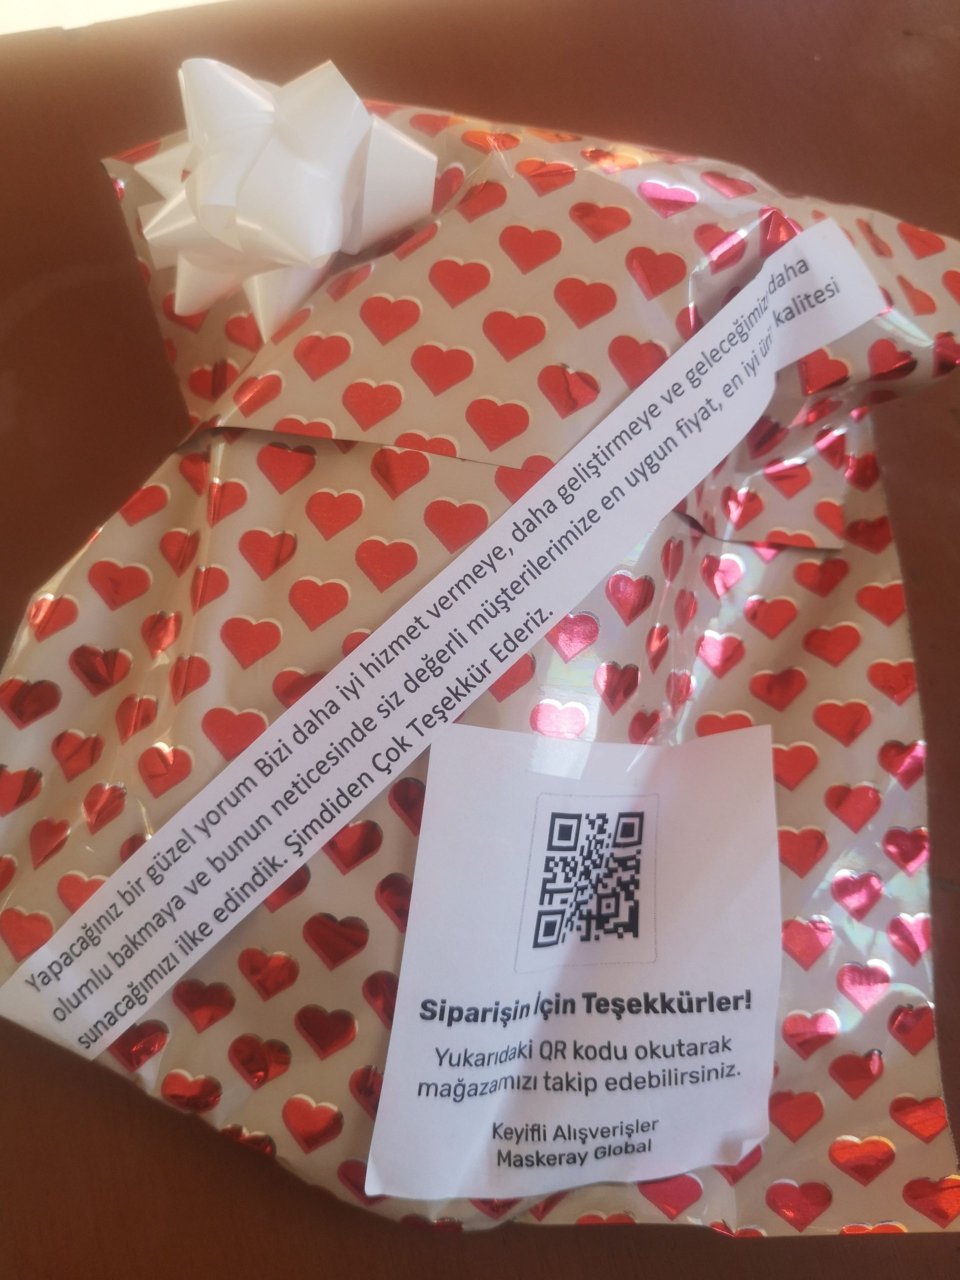 Yapacağınız bir güzel yorum Bizi daha iyi hizmet vermeye, daha geliştirmeye ve geleceğimizi daha
olumlu bakmaya ve bunun neticesinde siz değerli müşterilerimize en uygun fiyat, en iyi kalitesi
sunacağımızı ilke edindik. Şimdiden Çok Teşekkür Ederiz.
Siparişin İçin Teşekkürler!
Yukarıdaki QR kodu okutarak
mağazamızı takip edebilirsiniz.
Keyifli Alışverişler
Maskeray Global